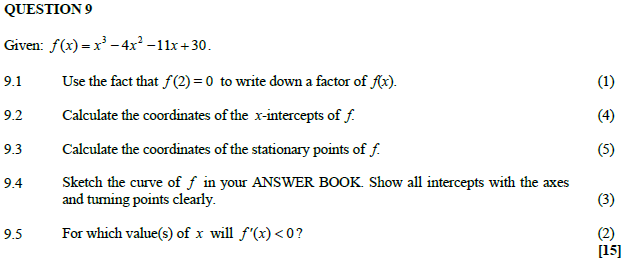 QUESTION 9
Given: f(x) = x³ − 4x² − 11x + 30.
9.1 Use the fact that f(2) = 0 to write down a factor of f(x). (1)
9.2 Calculate the coordinates of the x-intercepts of f. (4)
9.3 Calculate the coordinates of the stationary points of f. (5)
9.4 Sketch the curve of f in your ANSWER BOOK. Show all intercepts with the axes
and turning points clearly. (3)
9.5 For which value(s) of x will f′(x) < 0? (2)
[15]